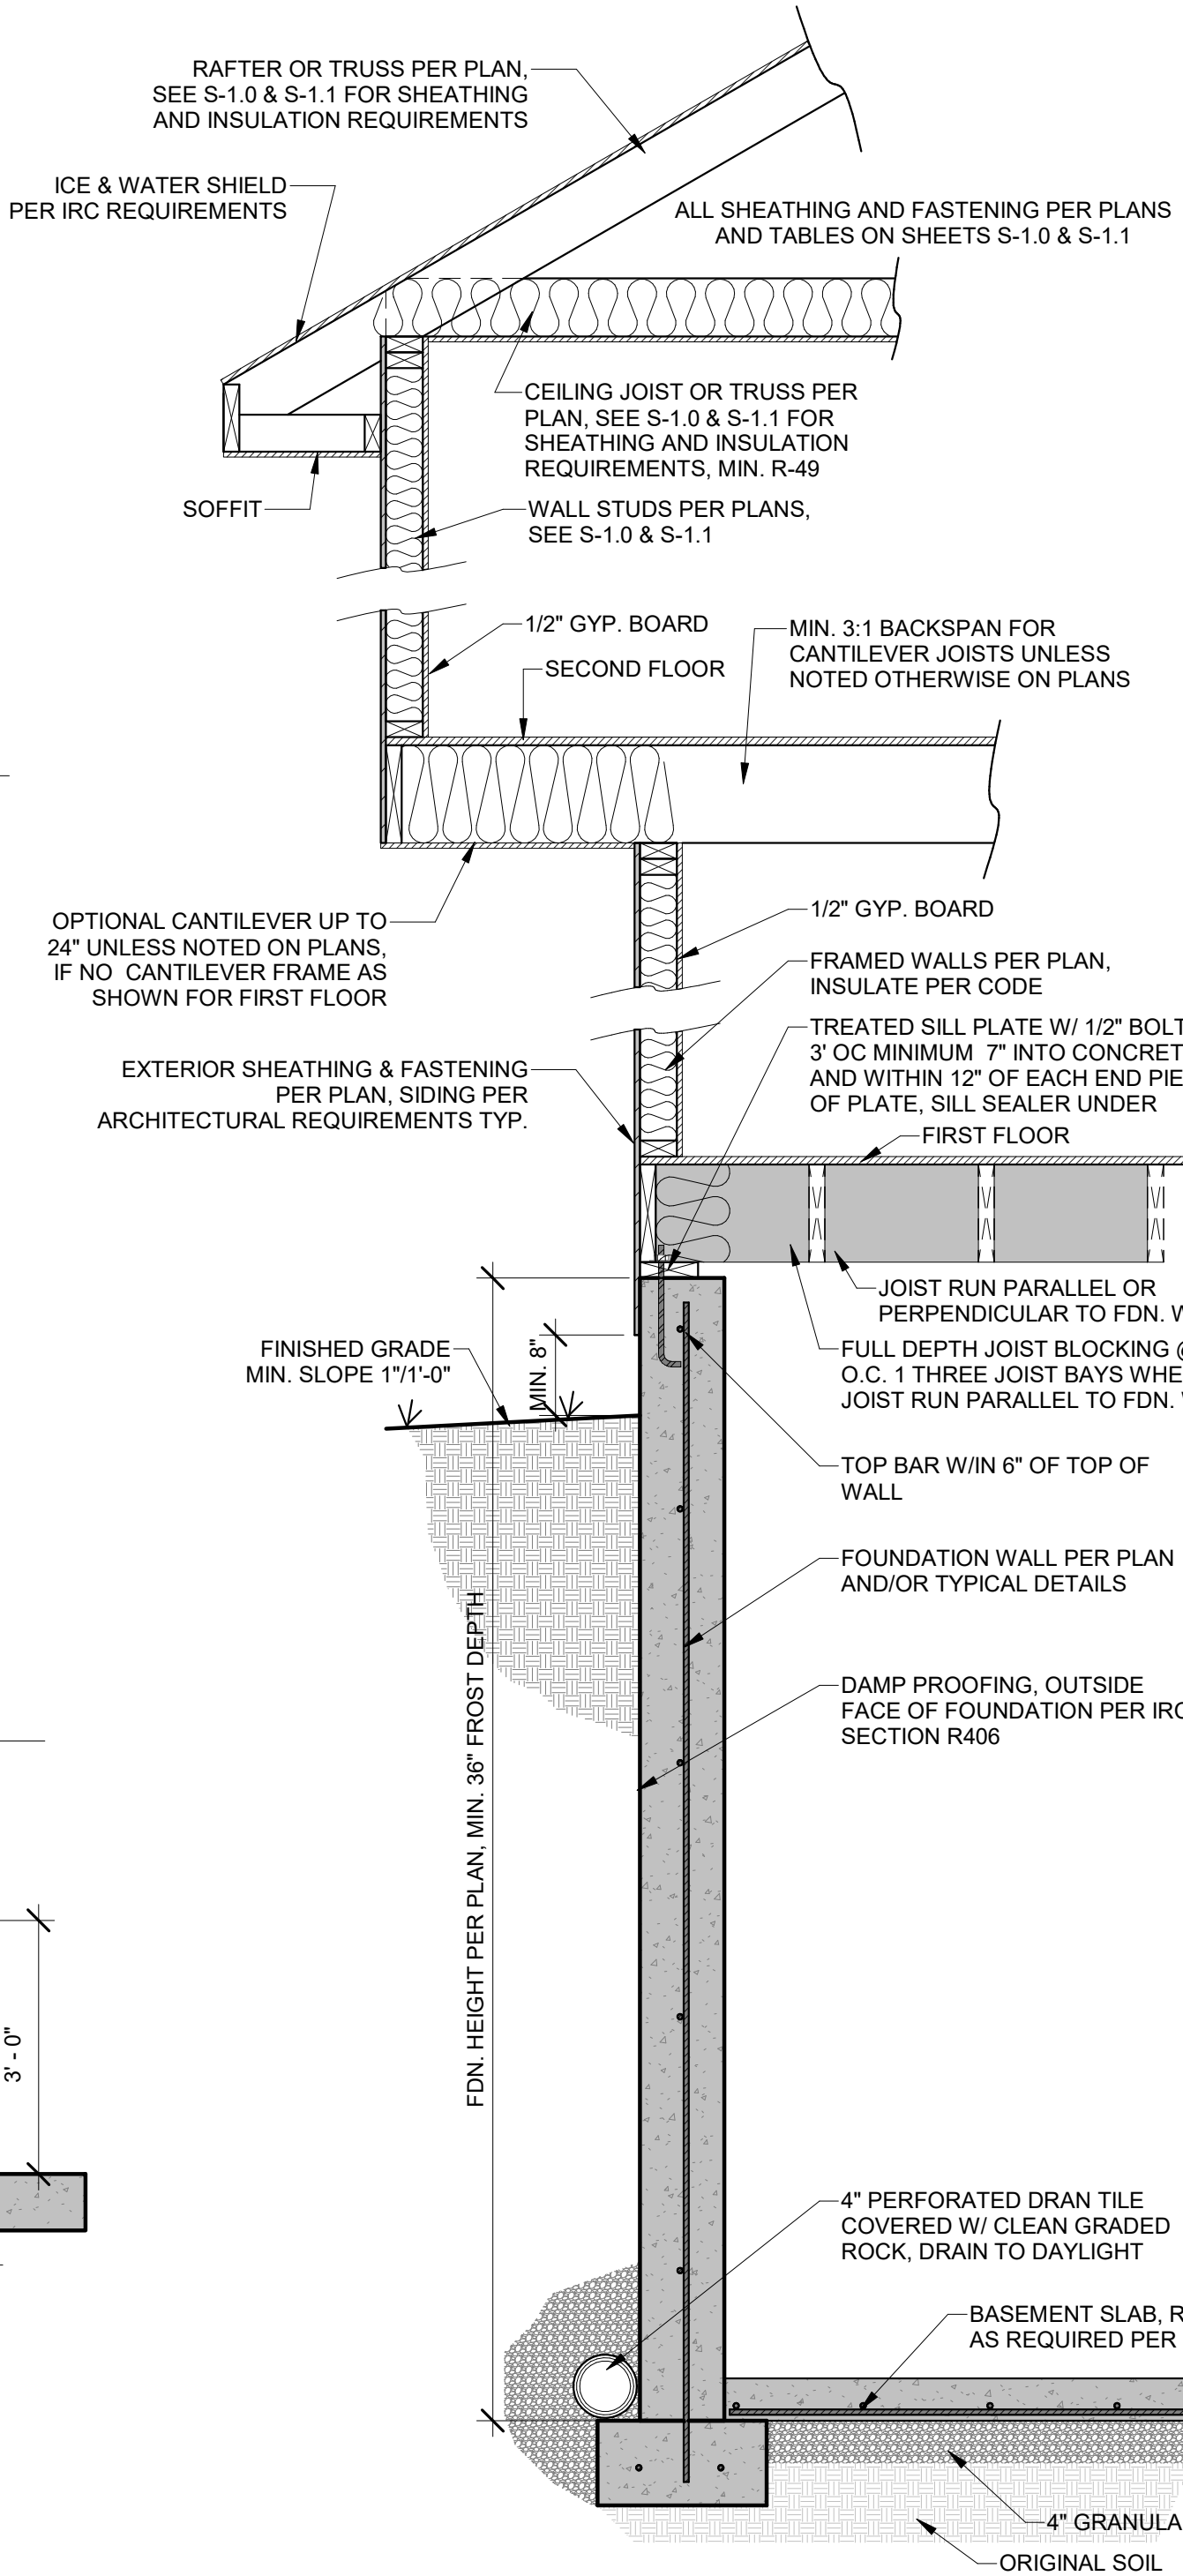 RAFTER OR TRUSS PER PLAN,
SEE S-1.0 & S-1.1 FOR SHEATHING
AND INSULATION REQUIREMENTS
ICE & WATER SHIELD
PER IRC REQUIREMENTS
ALL SHEATHING AND FASTENING PER PLANS
AND TABLES ON SHEETS S-1.0 & S-1.1
CEILING JOIST OR TRUSS PER
PLAN, SEE S-1.0 & S-1.1 FOR
SHEATHING AND INSULATION
REQUIREMENTS, MIN. R-49
SOFFIT
WALL STUDS PER PLANS,
SEE S-1.0 & S-1.1
1/2" GYP. BOARD
SECOND FLOOR
MIN. 3:1 BACKSPAN FOR
CANTILEVER JOISTS UNLESS
NOTED OTHERWISE ON PLANS
OPTIONAL CANTILEVER UP TO
24" UNLESS NOTED ON PLANS,
IF NO CANTILEVER FRAME AS
SHOWN FOR FIRST FLOOR
1/2" GYP. BOARD
FRAMED WALLS PER PLAN,
INSULATE PER CODE
TREATED SILL PLATE W/ 1/2" BOLT
3' OC MINIMUM 7" INTO CONCRET
AND WITHIN 12" OF EACH END PIE
OF PLATE, SILL SEALER UNDER
EXTERIOR SHEATHING & FASTENING
PER PLAN, SIDING PER
ARCHITECTURAL REQUIREMENTS TYP.
FIRST FLOOR
JOIST RUN PARALLEL OR
PERPENDICULAR TO FDN. W
FINISHED GRADE
MIN. SLOPE 1"/1'-0"
MIN. 8"
FULL DEPTH JOIST BLOCKING @
O.C. 1 THREE JOIST BAYS WHE
JOIST RUN PARALLEL TO FDN.
TOP BAR W/IN 6" OF TOP OF
WALL
FOUNDATION WALL PER PLAN
AND/OR TYPICAL DETAILS
FDN. HEIGHT PER PLAN, MIN. 36" FROST DEPTH
DAMP PROOFING, OUTSIDE
FACE OF FOUNDATION PER IRC
SECTION R406
3' - 0"
4" PERFORATED DRAN TILE
COVERED W/ CLEAN GRADED
ROCK, DRAIN TO DAYLIGHT
BASEMENT SLAB, R
AS REQUIRED PER
4" GRANULA
ORIGINAL SOIL